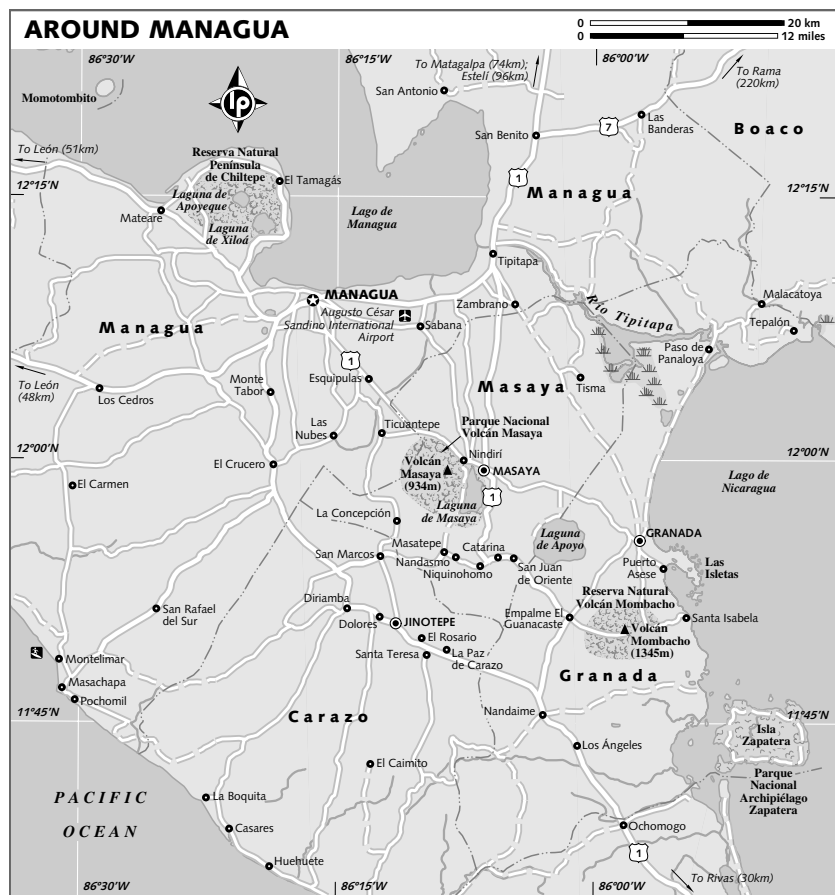 AROUND MANAGUA
0 20 km
0 12 miles
86°30'W
86°15'W
86°00'W
To Matagalpa (74km);
Estelí (96km)
To Rama
(220km)
Momotombito
lp
San Antonio
Las
Banderas
7
San Benito
Boaco
To León (51km)
Reserva Natural
Península
de Chiltepe
El Tamagás
1
12°15'N
12°15'N
Laguna de
Apoyeque
Managua
Mateare
Lago de
Managua
Laguna
de Xiloá
Tipitapa
MANAGUA
Zambrano
Río Tipitapa
Malacatoya
Augusto César
Sandino International
Airport
Managua
Sabana
Tepalón
Paso de
Panaloya
1
To León
(48km)
Los Cedros
Monte
Tabor
Esquipulas
Masaya
Tisma
Las
Nubes
Ticuantepe
Parque Nacional
Volcán Masaya
12°00'N
12°00'N
El Crucero
Volcán
Masaya
(934m)
Nindirí
MASAYA
Lago de
Nicaragua
El Carmen
1
Laguna
de Masaya
La Concepción
Laguna
de Apoyo
GRANADA
San Marcos
Masatepe
Catarina
Nandasmo
Niquinohomo
San Juan
de Oriente
Puerto
Asese
Las
Isletas
Reserva Natural
Volcán Mombacho
San Rafael
del Sur
Diriamba
Dolores
JINOTEPE
Empalme El
Guanacaste
Santa Isabela
El Rosario
Volcán
Mombacho
(1345m)
Santa Teresa
La Paz
de Carazo
Montelimar
Masachapa
Pochomil
Granada
11°45'N
11°45'N
Carazo
Nandaime
Isla
Zapatera
Los Ángeles
El Caimito
Parque
Nacional
Archipiélago
Zapatera
PACIFIC
OCEAN
La Boquita
Casares
Ochomogo
Huehuete
1
To Rivas (30km)
86°30'W
86°15'W
86°00'W